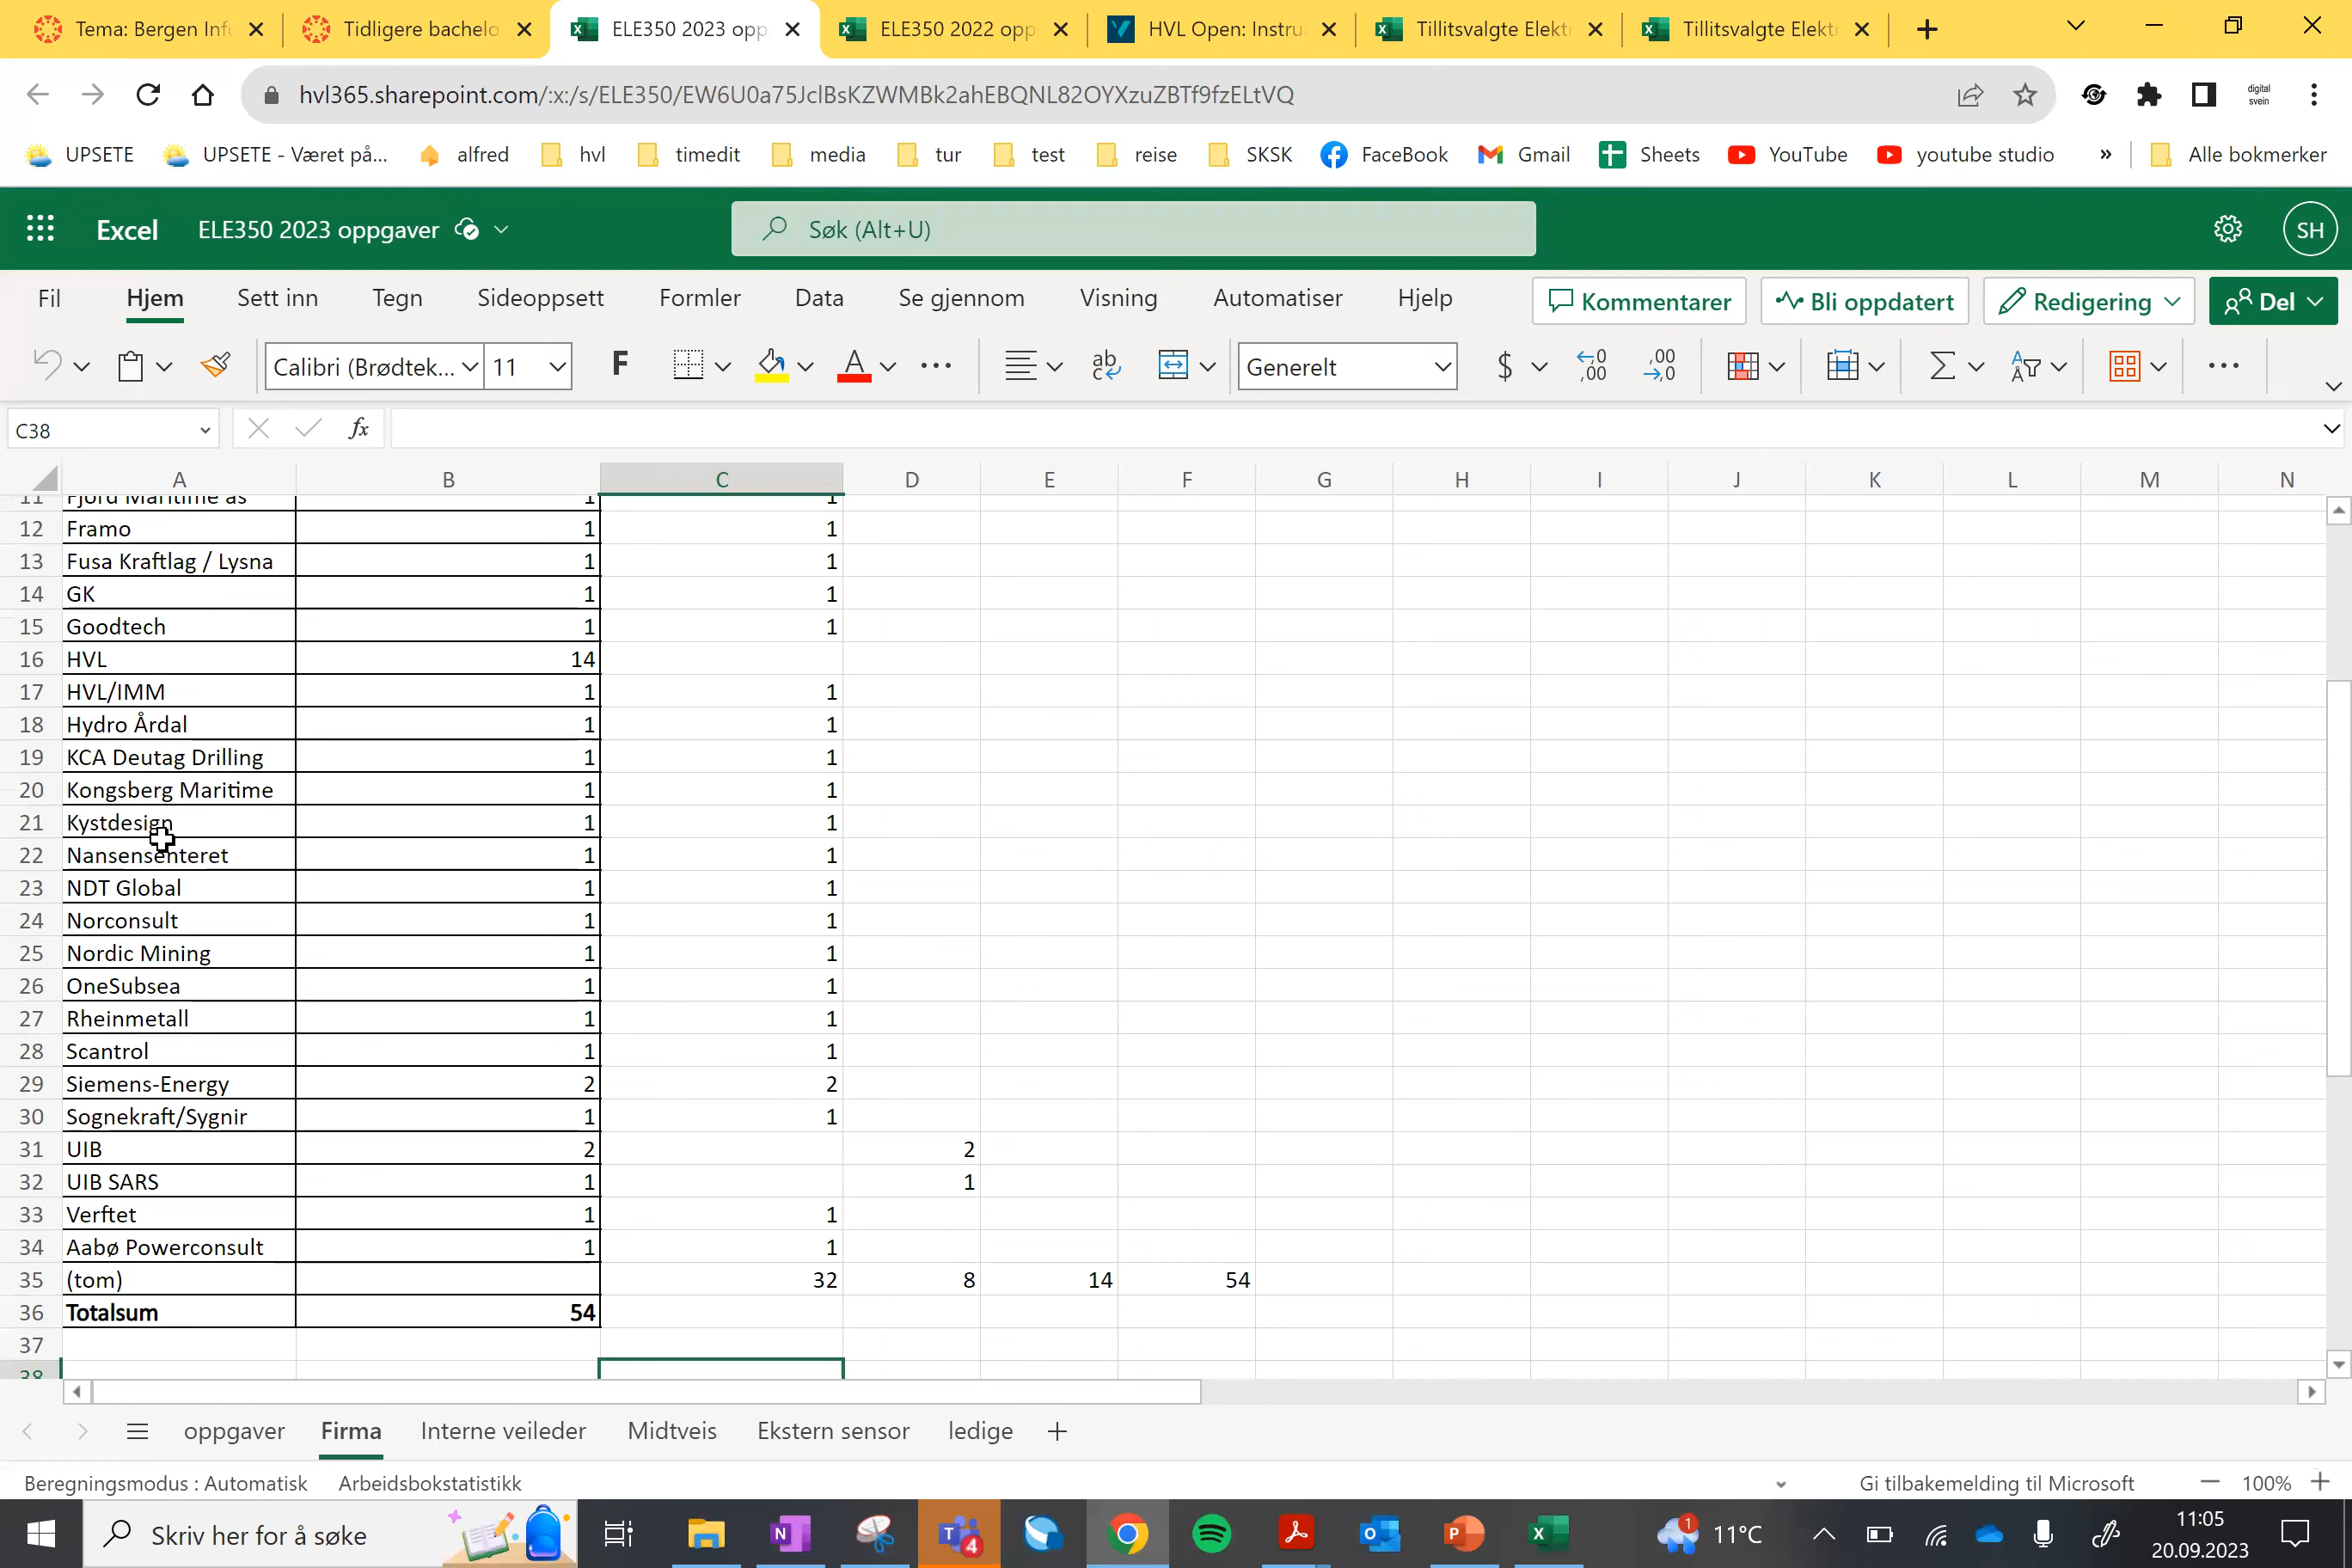 Tema: Bergen Inf
Tidligere bachelo
ELE350 2023 opp
ELE350 2022 opp
HVL Open: Instru
Tillitsvalgte Elektr
Tillitsvalgte Elektr
hvl365.sharepoint.com/:x:/s/ELE350/EW6U0a75JclBsKZWMBk2ahEBQNL82OYXzuZBTf9fzELtVQ
digital
svein
UPSETE
UPSETE - Været på...
alfred
hvl
timedit
media
tur
test
reise
SKSK
FaceBook
Gmail
Sheets
YouTube
youtube studio
»
Alle bokmerker
Excel
ELE350 2023 oppgaver
Søk (Alt+U)
SH
Fil Hjem Sett inn Tegn Sideoppsett Formler Data Se gjennom Visning Automatiser Hjelp
Kommentarer
Bli oppdatert
Redigering
Del
Calibri (Brødtek...
11
F
Generelt
C38
fx
A B C D E F G H I J K L M N
11 Fjord Maritime as 1 1
12 Framo 1 1
13 Fusa Kraftlag / Lysna 1 1
14 GK 1 1
15 Goodtech 1 1
16 HVL 14
17 HVL/IMM 1 1
18 Hydro Årdal 1 1
19 KCA Deutag Drilling 1 1
20 Kongsberg Maritime 1 1
21 Kystdesign 1 1
22 Nansensenteret 1 1
23 NDT Global 1 1
24 Norconsult 1 1
25 Nordic Mining 1 1
26 OneSubsea 1 1
27 Rheinmetall 1 1
28 Scantrol 1 1
29 Siemens-Energy 2 2
30 Sognekraft/Sygnir 1 1
31 UIB 2 2
32 UIB SARS 1 1
33 Verftet 1 1
34 Aabø Powerconsult 1 1
35 (tom) 32 8 14 54
36 Totalsum 54
37
38
oppgaver Firma Interne veileder Midtveis Ekstern sensor ledige
Beregningsmodus : Automatisk Arbeidsbokstatistikk
Gi tilbakemelding til Microsoft
100%
Skriv her for å søke
4
1
11°C
11:05
20.09.2023